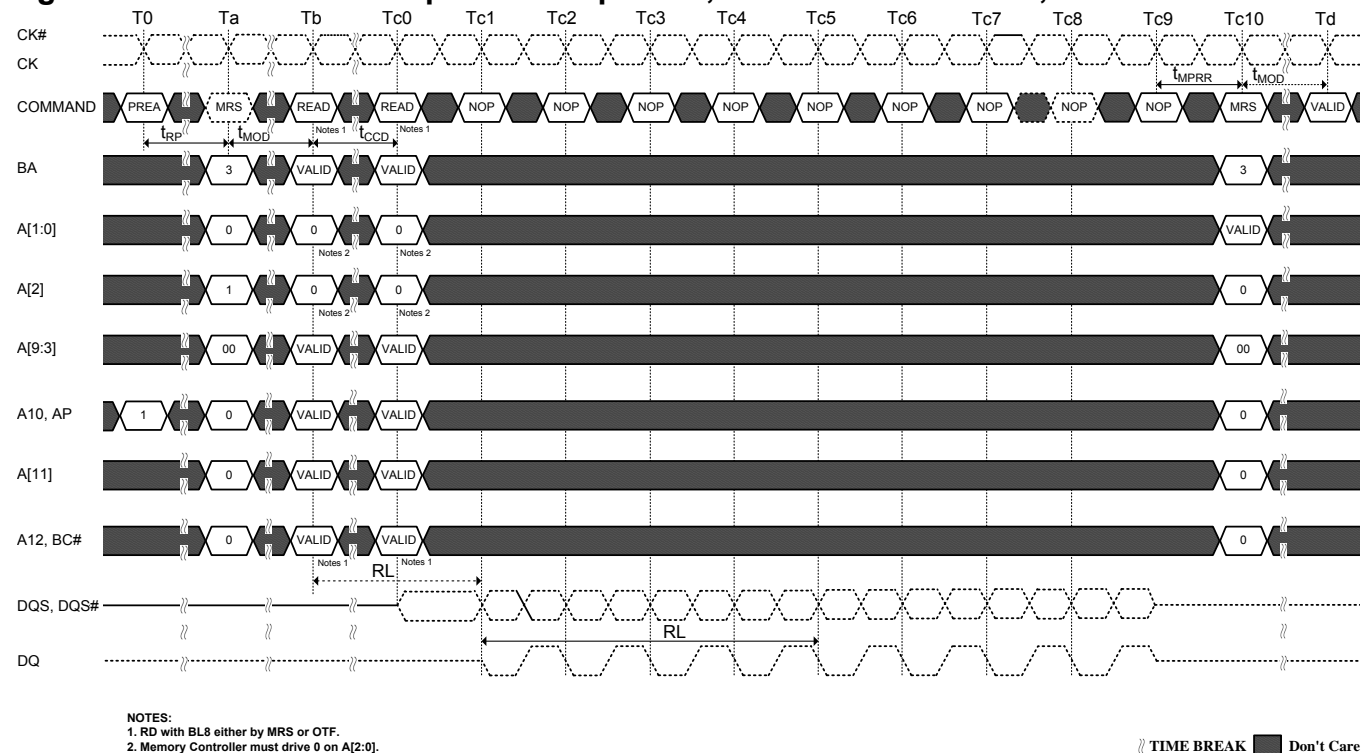 T0 Ta Tb Tc0 Tc1 Tc2 Tc3 Tc4 Tc5 Tc6 Tc7 Tc8 Tc9 Tc10 Td
CK#
CK
tMPRR tMOD
COMMAND PREA MRS READ READ NOP NOP NOP NOP NOP NOP NOP NOP NOP MRS VALID
Notes 1 Notes 1
tRP tMOD tCCD
BA 3 VALID VALID 3
A[1:0] 0 0 0 VALID
Notes 2 Notes 2
A[2] 1 0 0 0
Notes 2 Notes 2
A[9:3] 00 VALID VALID 00
A10, AP 1 0 VALID VALID 0
A[11] 0 VALID VALID 0
A12, BC# 0 VALID VALID 0
Notes 1 Notes 1
RL
DQS, DQS#
RL
DQ
NOTES:
1. RD with BL8 either by MRS or OTF.
2. Memory Controller must drive 0 on A[2:0].
TIME BREAK Don't Care